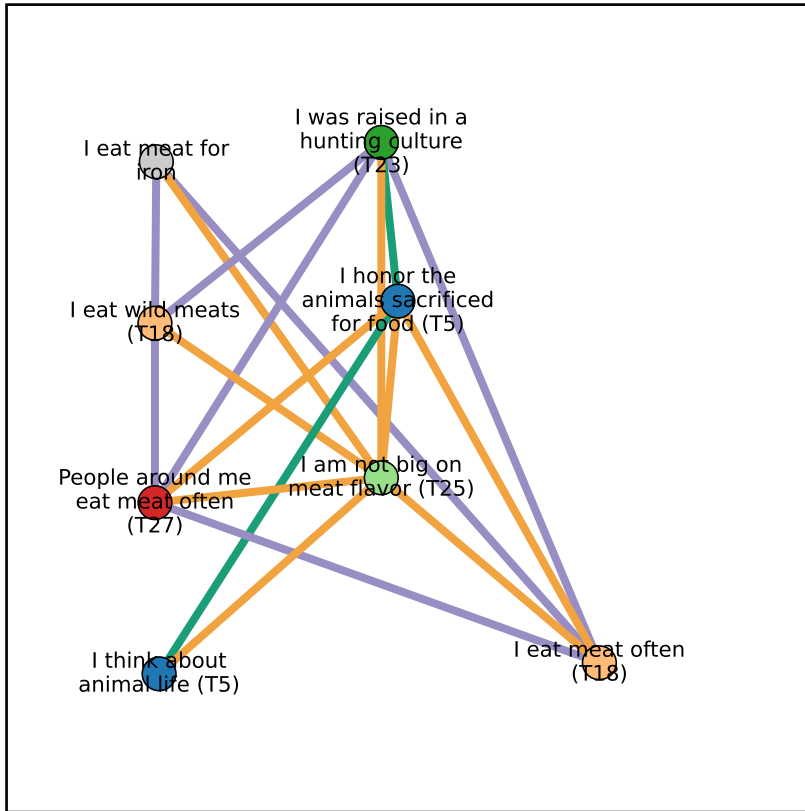 I was raised in a
hunting culture
(T23)
I eat meat for
iron
I honor the
animals sacrificed
for food (T5)
I eat wild meats
(T18)
I am not big on
meat flavor (T25)
People around me
eat meat often
(T27)
I think about
animal life (T5)
I eat meat often
(T18)